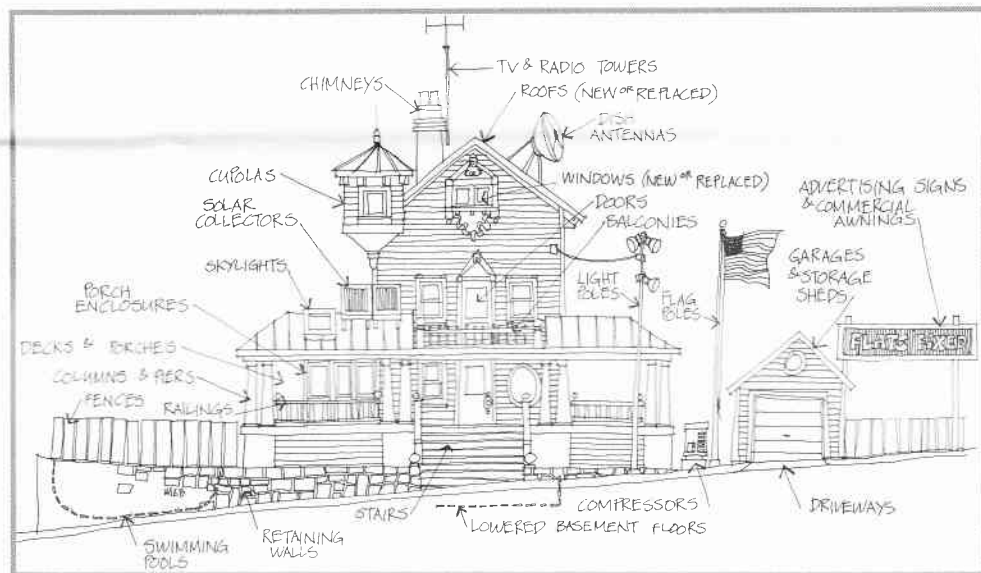 TV & RADIO TOWERS
CHIMNEYS
ROOFS (NEW OR REPLACED)
DISH
ANTENNAS
CUPOLAS
WINDOWS (NEW OR REPLACED)
ADVERTISING SIGNS
& COMMERCIAL
AWNINGS
SOLAR
COLLECTORS
DOORS
BALCONIES
GARAGES
& STORAGE
SHEDS
SKYLIGHTS
LIGHT
POLES
FLAG
POLES
PORCH
ENCLOSURES
DECKS & PORCHES
COLUMNS & PIERS
FENCES
RAILINGS
STAIRS
COMPRESSORS
DRIVEWAYS
LOWERED BASEMENT FLOORS
RETAINING
WALLS
SWIMMING
POOLS